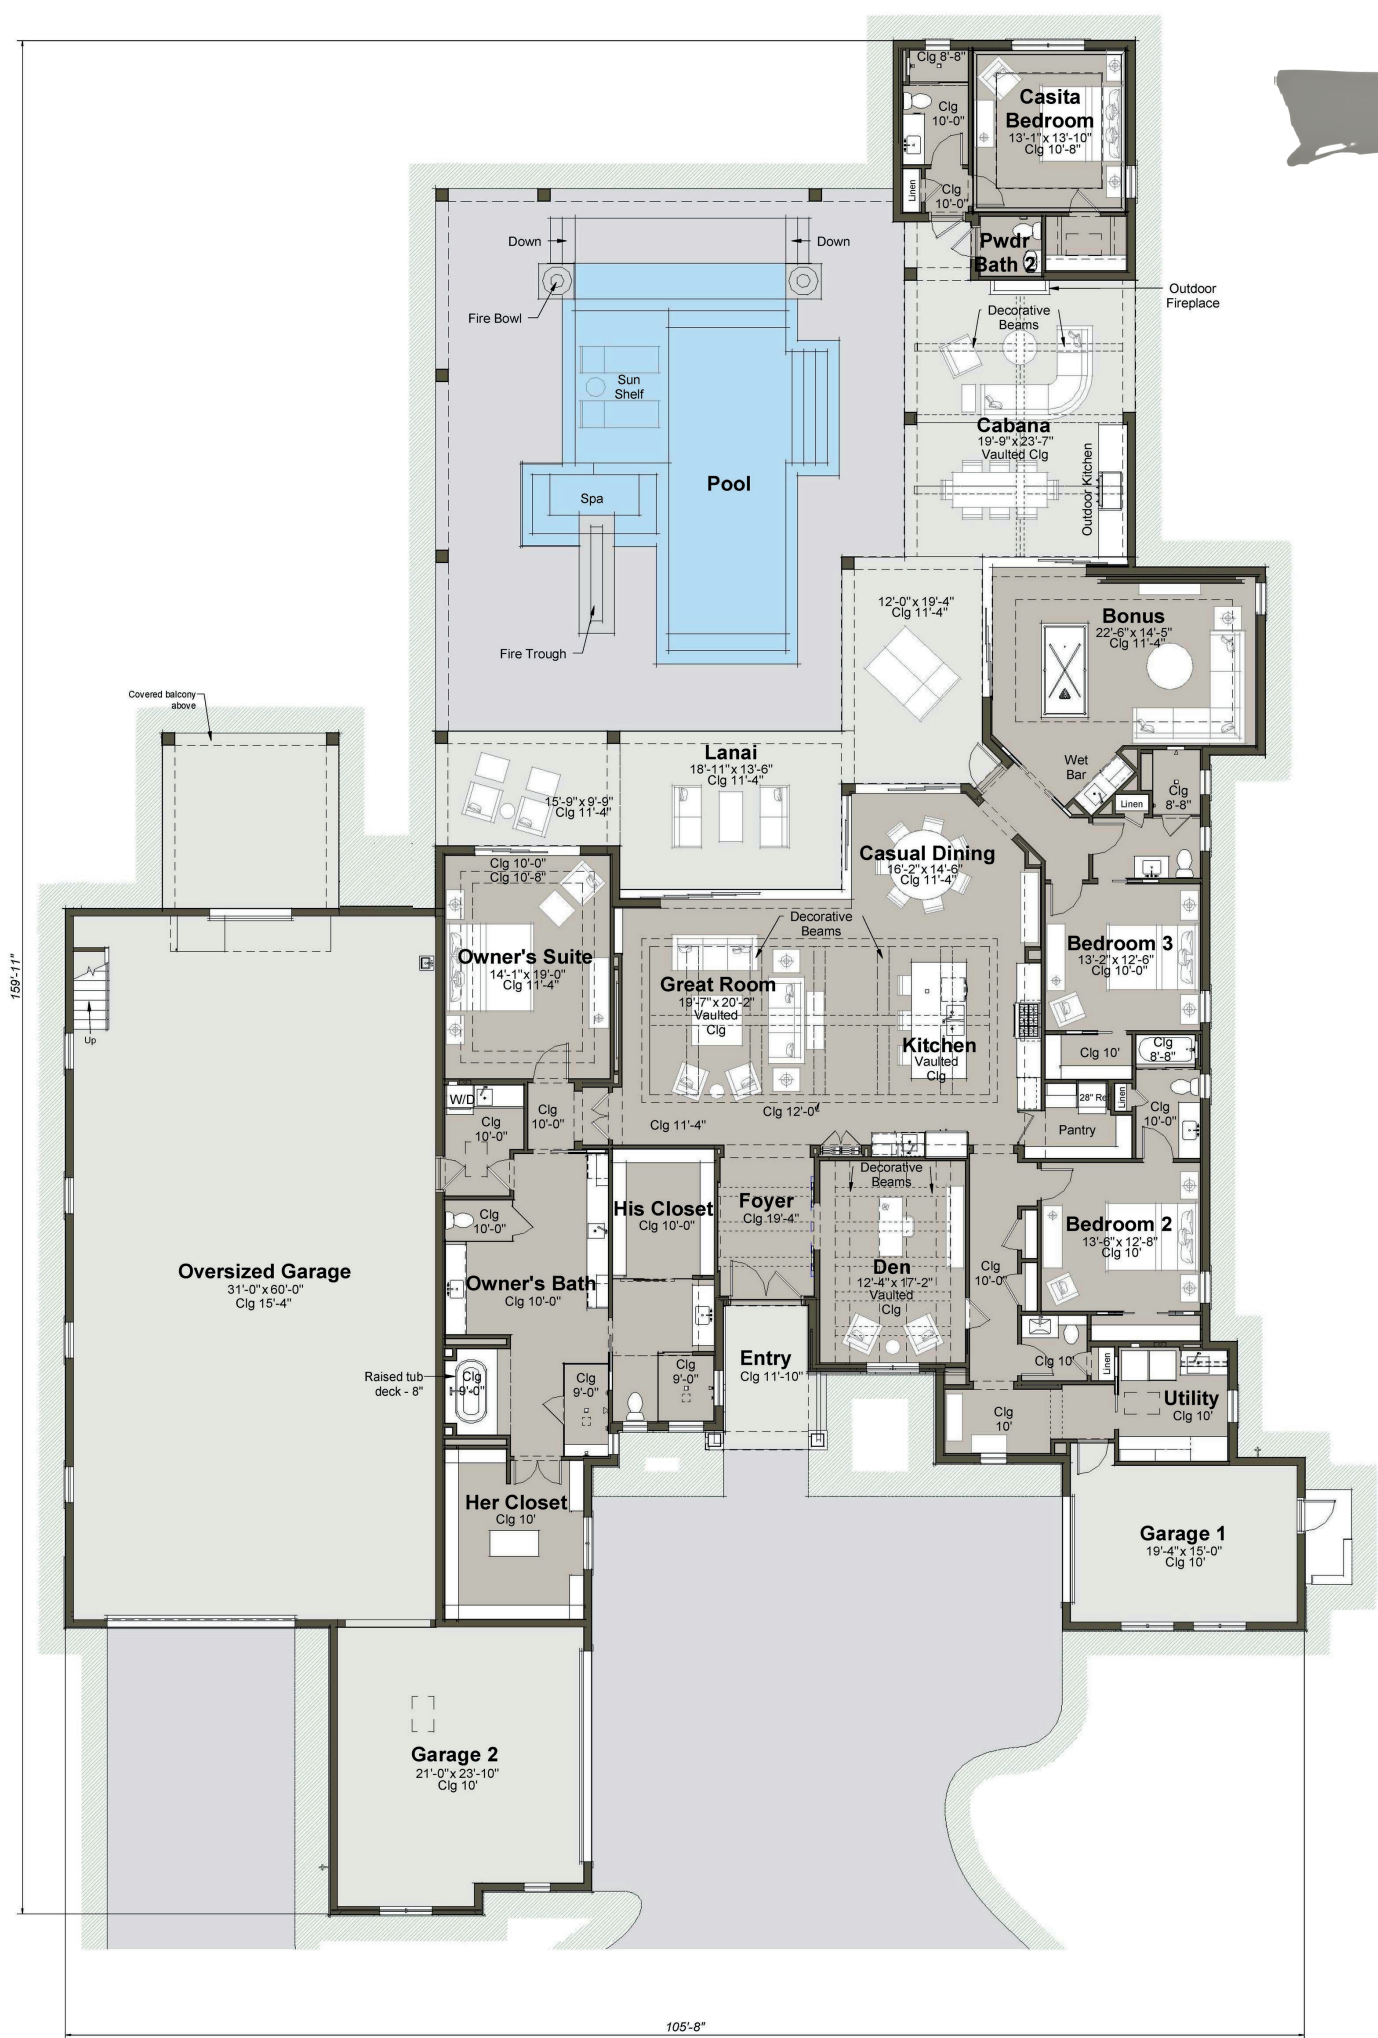 Clg 8'-8"
Casita
Bedroom
13'-1" x 13'-10"
Clg 10'-8"
Clg
10'-0"
Linen
Clg
10'-0"
Pwdr
Bath 2
Down
Down
Fire Bowl
Outdoor
Fireplace
Decorative
Beams
Sun
Shelf
Cabana
19'-9" x 23'-7"
Vaulted Clg
Outdoor Kitchen
Pool
Spa
Fire Trough
12'-0" x 19'-4"
Clg 11'-4"
Bonus
22'-6" x 14'-5"
Clg 11'-4"
Covered balcony
above
Lanai
18'-11" x 13'-6"
Clg 11'-4"
15'-9" x 9'-9"
Clg 11'-4"
Wet
Bar
Linen
Clg
8'-8"
Casual Dining
16'-2" x 14'-6"
Clg 11'-4"
Clg 10'-0"
Clg 10'-8"
Decorative
Beams
Owner's Suite
14'-1" x 19'-0"
Clg 11'-4"
Bedroom 3
13'-2" x 12'-6"
Clg 10'-0"
159'-11"
Great Room
19'-7" x 20'-2"
Vaulted
Clg
Kitchen
Vaulted
Clg
Up
Clg 10'
Clg
8'-8"
W/D
Clg
10'-0"
Clg
10'-0"
Clg 12'-0"
Clg 11'-4"
28" Ref
Linen
Clg
10'-0"
Pantry
Decorative
Beams
His Closet
Clg 10'-0"
Foyer
Clg 19'-4"
Clg
10'-0"
Bedroom 2
13'-6" x 12'-8"
Clg 10'
Oversized Garage
31'-0" x 60'-0"
Clg 15'-4"
Owner's Bath
Clg 10'-0"
Den
12'-4" x 17'-2"
Vaulted
Clg
Clg
10'-0"
Entry
Clg 11'-10"
Clg 10'
Linen
Raised tub
deck - 8"
Clg
9'-0"
Clg
9'-0"
Clg
9'-0"
Utility
Clg 10'
Clg
10'
Her Closet
Clg 10'
Garage 1
19'-4" x 15'-0"
Clg 10'
Garage 2
21'-0" x 23'-10"
Clg 10'
105'-8"